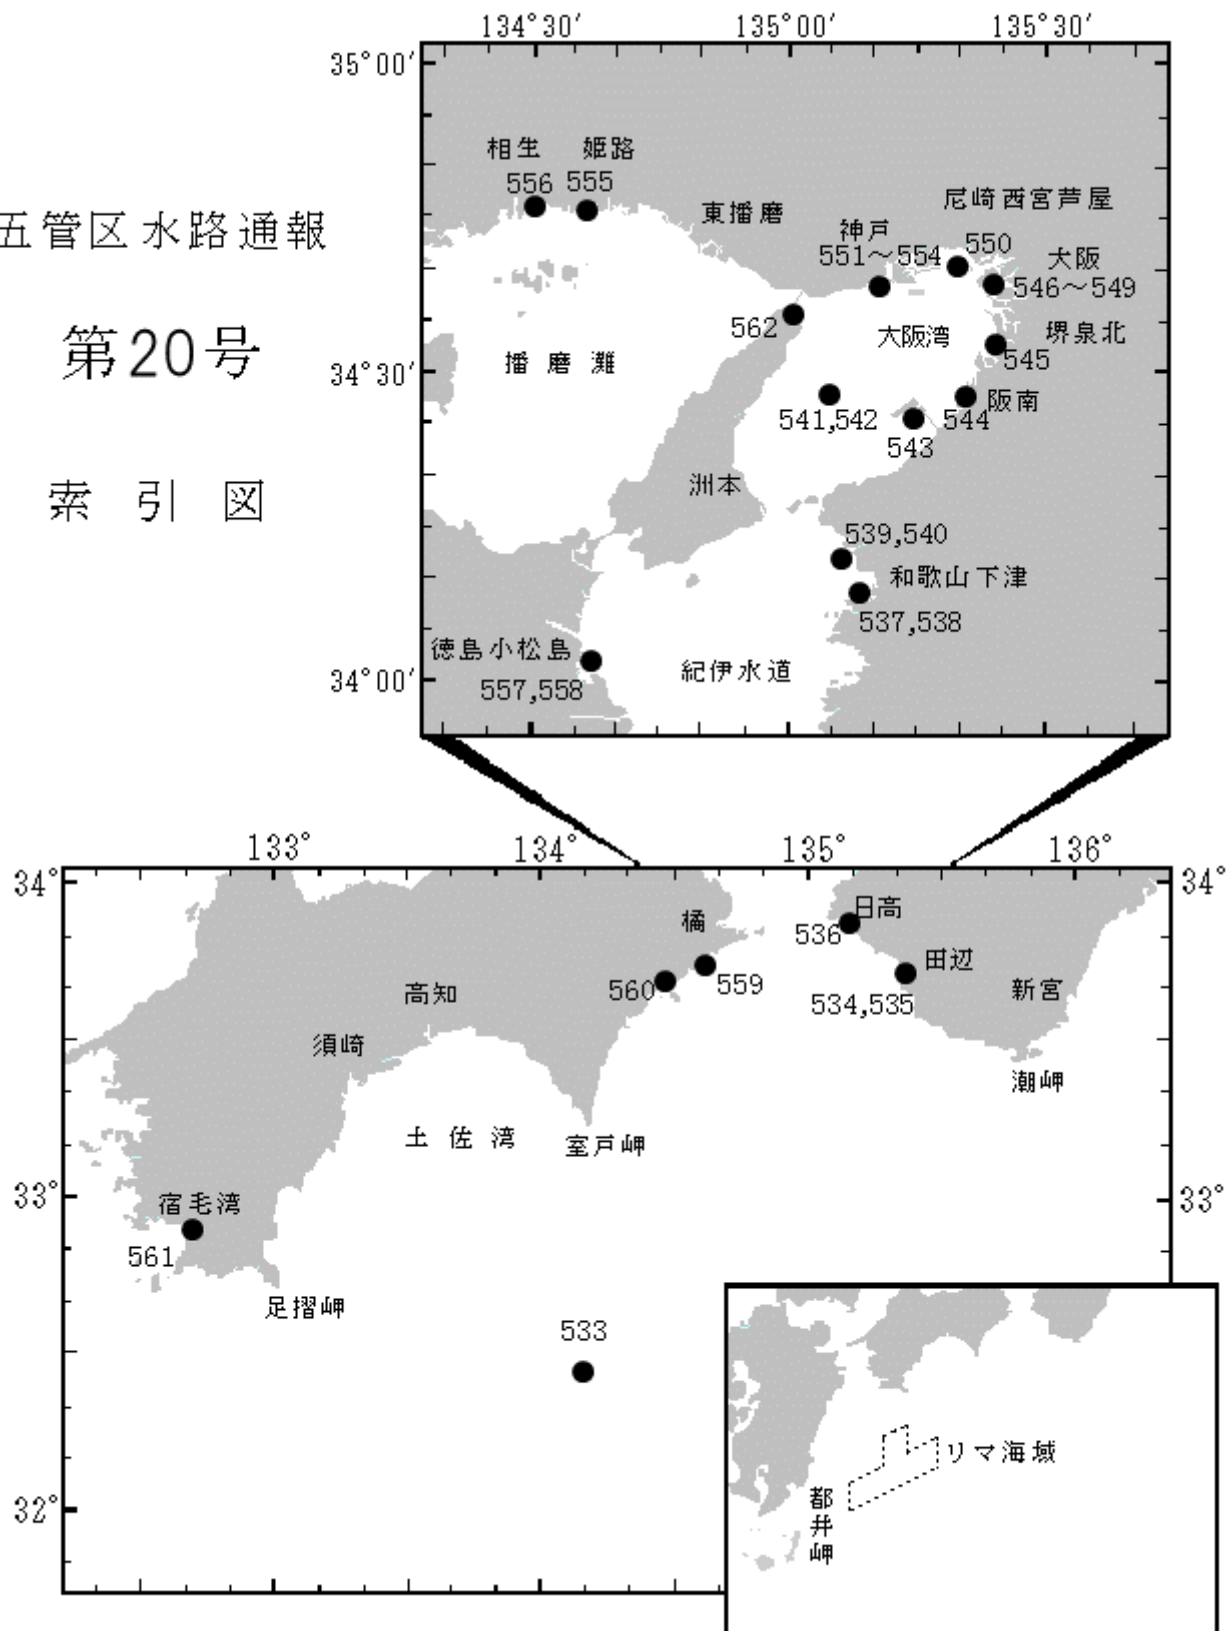 134°30′ 135°00′ 135°30′
35°00′
相生 姫路
556 555
東播磨
尼崎西宮芦屋
神戸
551～554
550
大阪
546～549
五管区水路通報
第20号
索引図
562
大阪湾
堺泉北
545
播磨灘
34°30′
541,542
544
阪南
543
洲本
539,540
和歌山下津
537,538
徳島小松島
557,558
紀伊水道
34°00′
133° 134° 135° 136°
34° 34°
橘
日高
536
田辺
534,535
新宮
560 559
高知
須崎
潮岬
土佐湾
室戸岬
33° 33°
宿毛湾
561
足摺岬
533
リマ海域
都井岬
32°